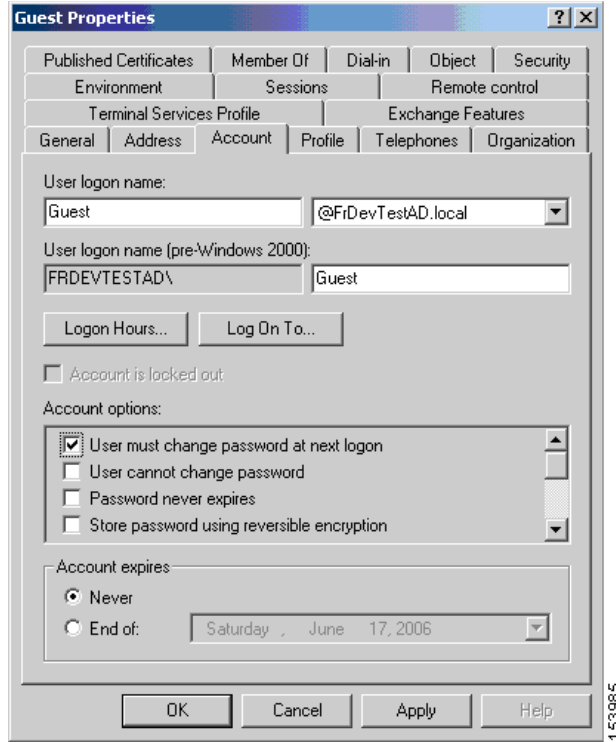 Guest Properties
Published Certificates Member Of Dial-in Object Security
Environment Sessions Remote control
Terminal Services Profile Exchange Features
General Address Account Profile Telephones Organization
User logon name:
Guest @FrDevTestAD.local
User logon name (pre-Windows 2000):
FRDEVTESTAD\ Guest
Logon Hours... Log On To...
Account is locked out
Account options:
User must change password at next logon
User cannot change password
Password never expires
Store password using reversible encryption
Account expires
Never
End of: Saturday , June 17, 2006
OK Cancel Apply Help
153985